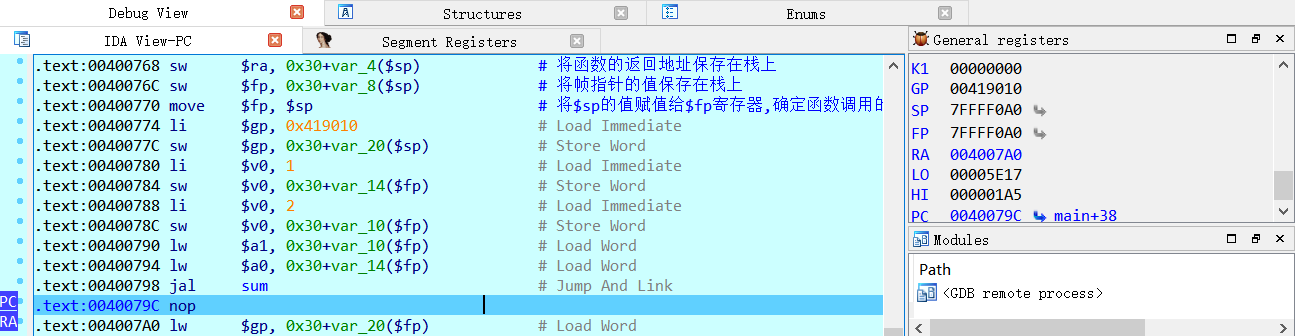 Debug View
Structures
Enums
IDA View-PC
Segment Registers
.text:00400768 sw $ra, 0x30+var_4($sp) # 将函数的返回地址保存在栈上
.text:0040076C sw $fp, 0x30+var_8($sp) # 将帧指针的值保存在栈上
.text:00400770 move $fp, $sp # 将$sp的值赋值给$fp寄存器,确定函数调用的
.text:00400774 li $gp, 0x419010 # Load Immediate
.text:0040077C sw $gp, 0x30+var_20($sp) # Store Word
.text:00400780 li $v0, 1 # Load Immediate
.text:00400784 sw $v0, 0x30+var_14($fp) # Store Word
.text:00400788 li $v0, 2 # Load Immediate
.text:0040078C sw $v0, 0x30+var_10($fp) # Store Word
.text:00400790 lw $a1, 0x30+var_10($fp) # Load Word
.text:00400794 lw $a0, 0x30+var_14($fp) # Load Word
.text:00400798 jal sum # Jump And Link
PC .text:0040079C nop
RA .text:004007A0 lw $gp, 0x30+var_20($fp) # Load Word
General registers
K1 00000000
GP 00419010
SP 7FFFF0A0
FP 7FFFF0A0
RA 004007A0
LO 00005E17
HI 000001A5
PC 0040079C main+38
Modules
Path
<GDB remote process>